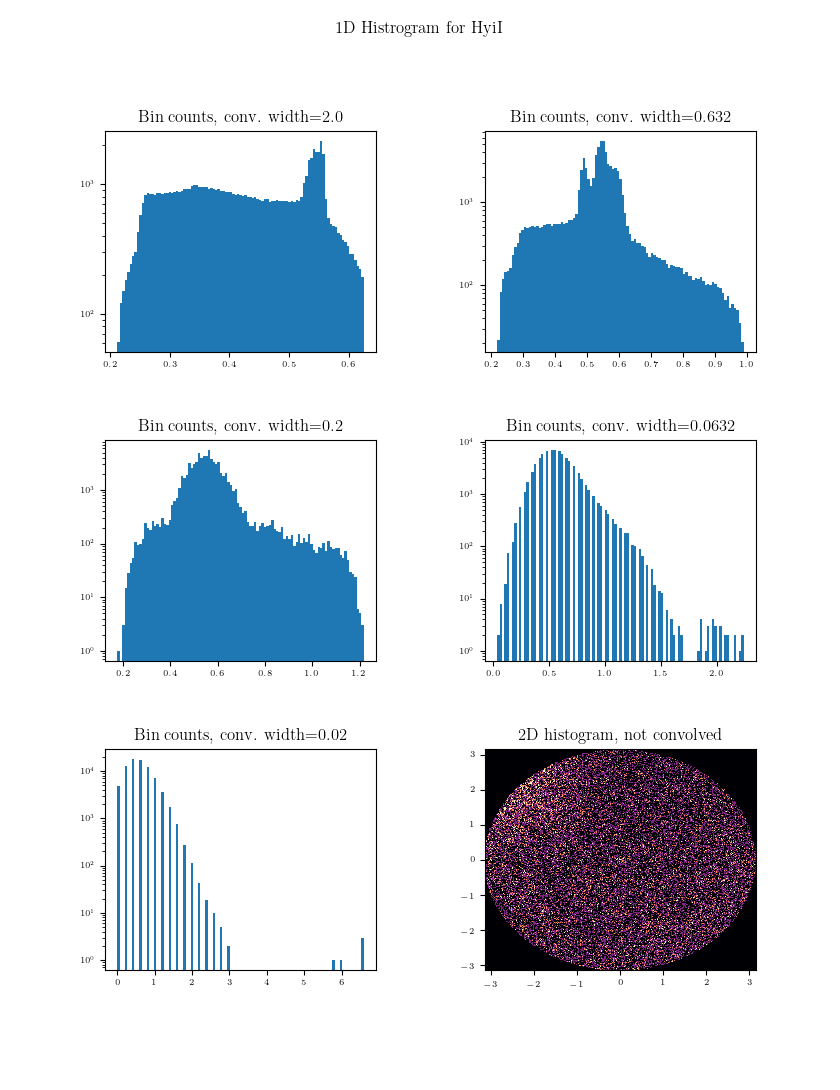 1D Histrogram for HyiI
Bin counts, conv. width=2.0
Bin counts, conv. width=0.632
10³
10²
0.2 0.3 0.4 0.5 0.6
10³
10²
0.2 0.3 0.4 0.5 0.6 0.7 0.8 0.9 1.0
Bin counts, conv. width=0.2
Bin counts, conv. width=0.0632
10³
10²
10¹
10⁰
0.2 0.4 0.6 0.8 1.0 1.2
10⁴
10³
10²
10¹
10⁰
0.0 0.5 1.0 1.5 2.0
Bin counts, conv. width=0.02
2D histogram, not convolved
10⁴
10³
10²
10¹
10⁰
0 1 2 3 4 5 6
3
2
1
0
−1
−2
−3
−3 −2 −1 0 1 2 3